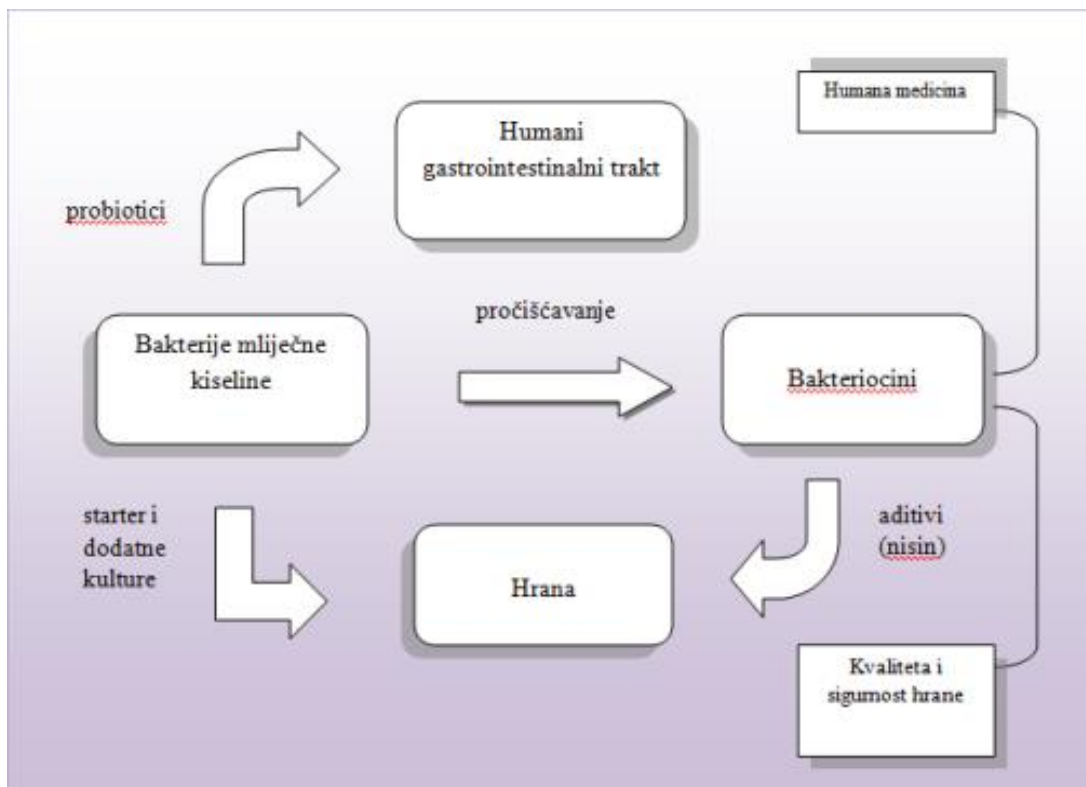 Humana medicina
Humani
gastrointestinalni trakt
probiotici
pročišćavanje
Bakterije mliječne
kiseline
Bakteriocini
starter i
dodatne
kulture
aditivi
(nisin)
Hrana
Kvaliteta i
sigurnost hrane